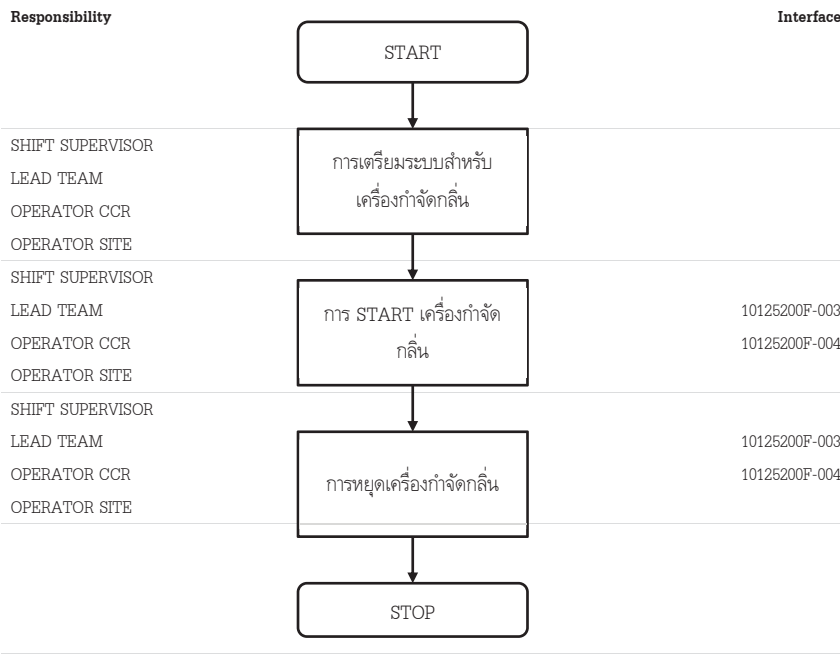 Responsibility
Interface
START
SHIFT SUPERVISOR
LEAD TEAM
OPERATOR CCR
OPERATOR SITE
การเตรียมระบบสำหรับ
เครื่องกำจัดกลิ่น
SHIFT SUPERVISOR
LEAD TEAM
OPERATOR CCR
OPERATOR SITE
การ START เครื่องกำจัด
กลิ่น
10125200F-003
10125200F-004
SHIFT SUPERVISOR
LEAD TEAM
OPERATOR CCR
OPERATOR SITE
การหยุดเครื่องกำจัดกลิ่น
10125200F-003
10125200F-004
STOP